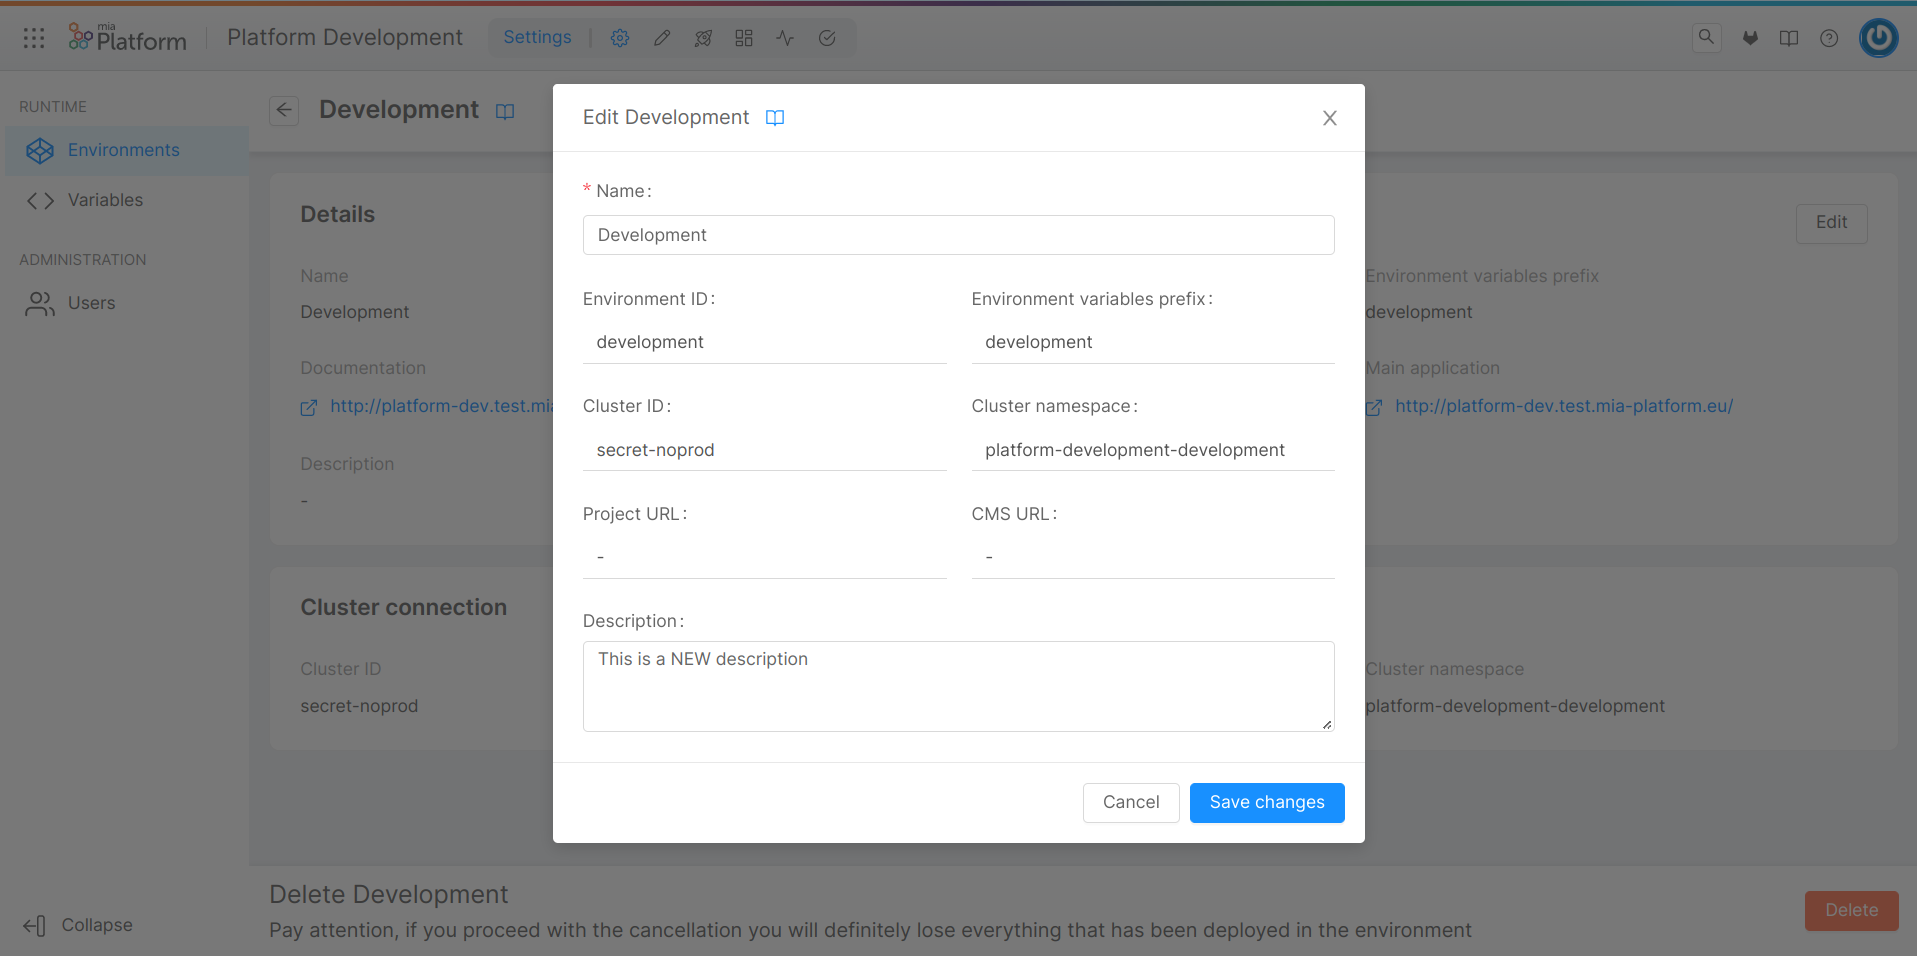 mia
Platform
Platform Development
Settings
RUNTIME
Environments
Variables
ADMINISTRATION
Users
Collapse
Development
Details
Edit
Name
Development
Environment variables prefix
development
Documentation
http://platform-dev.test.mia
Main application
http://platform-dev.test.mia-platform.eu/
Description
-
Cluster connection
Cluster ID
secret-noprod
Cluster namespace
platform-development-development
Edit Development
* Name:
Development
Environment ID:
Environment variables prefix:
development
development
Cluster ID:
Cluster namespace:
secret-noprod
platform-development-development
Project URL:
CMS URL:
-
-
Description:
This is a NEW description
Cancel
Save changes
Delete Development
Pay attention, if you proceed with the cancellation you will definitely lose everything that has been deployed in the environment
Delete